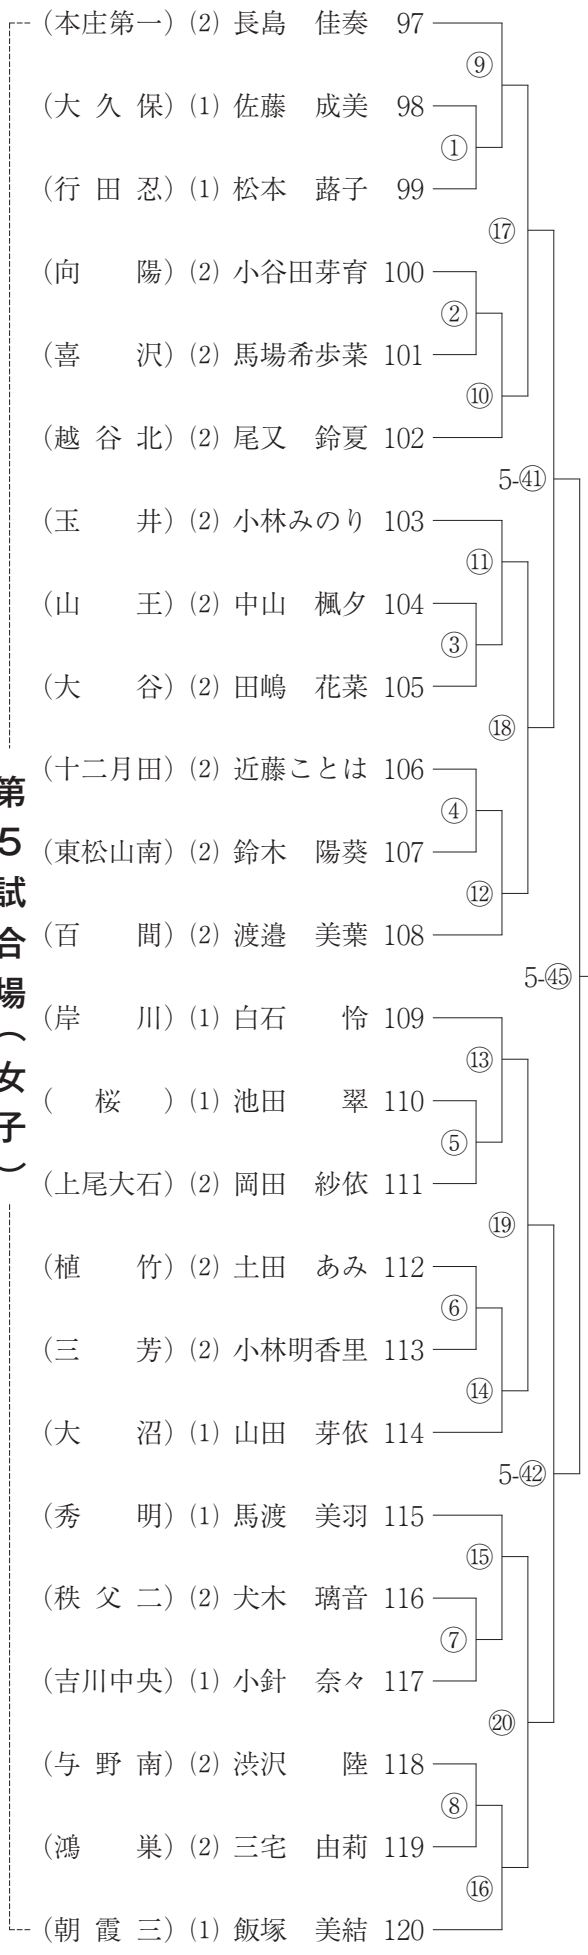 第5試合場（女子）
（本庄第一）(2) 長島　佳奏 97
⑨
（大久保）(1) 佐藤　成美 98
①
（行田忍）(1) 松本　蕗子 99
⑰
（向　陽）(2) 小谷田芽育 100
②
（喜　沢）(2) 馬場希歩菜 101
⑩
（越谷北）(2) 尾又　鈴夏 102
5-㊶
（玉　井）(2) 小林みのり 103
⑪
（山　王）(2) 中山　楓夕 104
③
（大　谷）(2) 田嶋　花菜 105
⑱
（十二月田）(2) 近藤ことは 106
④
（東松山南）(2) 鈴木　陽葵 107
⑫
（百　間）(2) 渡邉　美葉 108
5-㊺
（岸　川）(1) 白石　怜 109
⑬
（桜）(1) 池田　翠 110
⑤
（上尾大石）(2) 岡田　紗依 111
⑲
（植　竹）(2) 土田　あみ 112
⑥
（三　芳）(2) 小林明香里 113
⑭
（大　沼）(1) 山田　芽依 114
5-㊷
（秀　明）(1) 馬渡　美羽 115
⑮
（秩父二）(2) 犬木　璃音 116
⑦
（吉川中央）(1) 小針　奈々 117
⑳
（与野南）(2) 渋沢　陸 118
⑧
（鴻　巣）(2) 三宅　由莉 119
⑯
（朝霞三）(1) 飯塚　美結 120